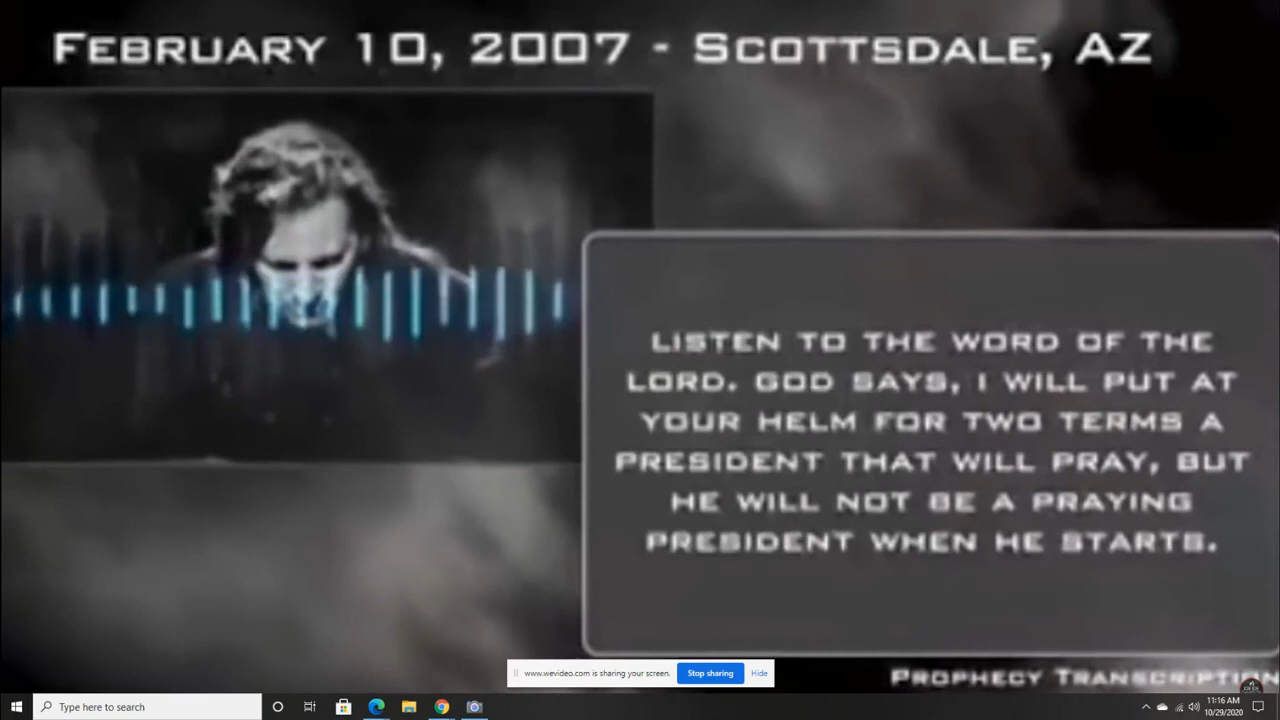 FEBRUARY 10, 2007 - SCOTTSDALE, AZ
LISTEN TO THE WORD OF THE
LORD. GOD SAYS, I WILL PUT AT
YOUR HELM FOR TWO TERMS A
PRESIDENT THAT WILL PRAY, BUT
HE WILL NOT BE A PRAYING
PRESIDENT WHEN HE STARTS.
www.wevideo.com is sharing your screen.
Stop sharing
Hide
PROPHECY TRANSCRIPTION
Type here to search
11:16 AM
10/29/2020